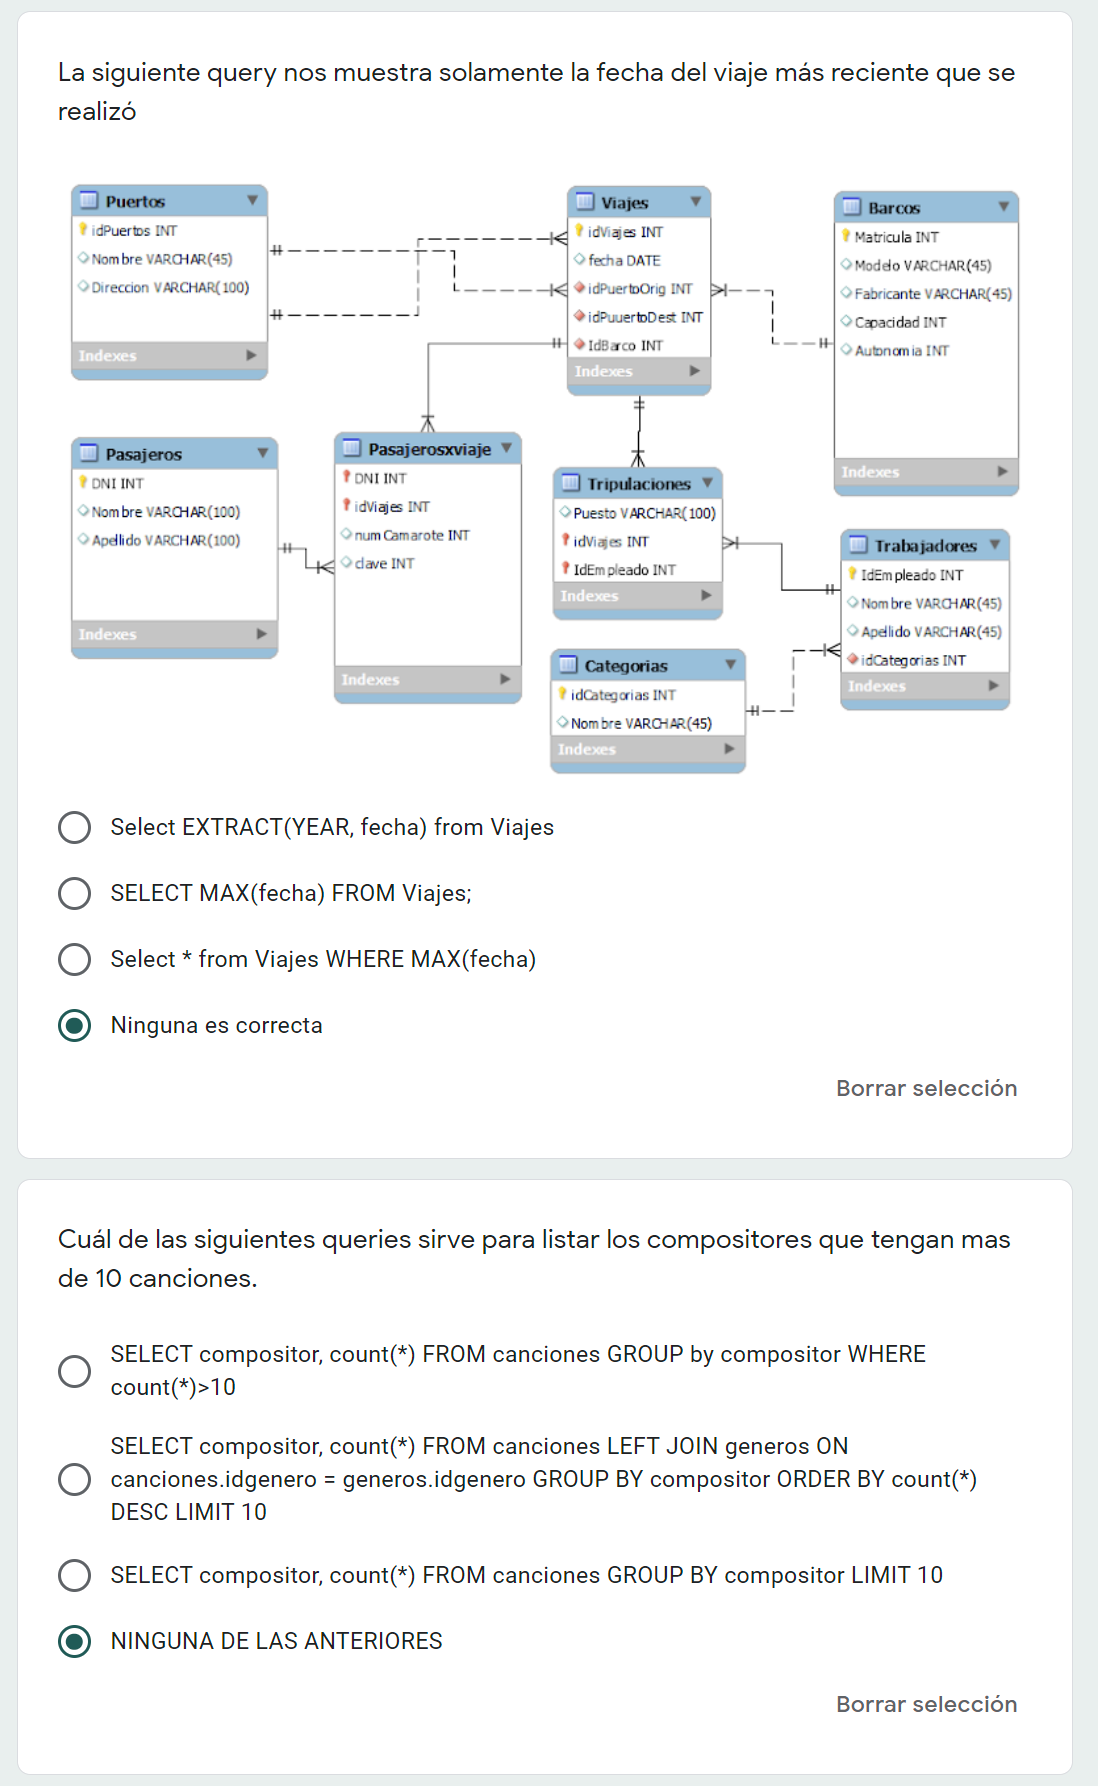 La siguiente query nos muestra solamente la fecha del viaje más reciente que se
realizó
Puertos
idPuertos INT
Nombre VARCHAR(45)
Direccion VARCHAR(100)
Indexes
Viajes
idViajes INT
fecha DATE
idPuertoOrig INT
idPuuertoDest INT
IdBarco INT
Indexes
Barcos
Matricula INT
Modelo VARCHAR(45)
Fabricante VARCHAR(45)
Capacidad INT
Autonomia INT
Indexes
Pasajeros
DNI INT
Nombre VARCHAR(100)
Apellido VARCHAR(100)
Indexes
Pasajerosxviaje
DNI INT
idViajes INT
numCamarote INT
clave INT
Indexes
Tripulaciones
Puesto VARCHAR(100)
idViajes INT
IdEmpleado INT
Indexes
Trabajadores
IdEmpleado INT
Nombre VARCHAR(45)
Apellido VARCHAR(45)
idCategorias INT
Indexes
Categorias
idCategorias INT
Nombre VARCHAR(45)
Indexes
Select EXTRACT(YEAR, fecha) from Viajes
SELECT MAX(fecha) FROM Viajes;
Select * from Viajes WHERE MAX(fecha)
Ninguna es correcta
Borrar selección
Cuál de las siguientes queries sirve para listar los compositores que tengan mas
de 10 canciones.
SELECT compositor, count(*) FROM canciones GROUP by compositor WHERE
count(*)>10
SELECT compositor, count(*) FROM canciones LEFT JOIN generos ON
canciones.idgenero = generos.idgenero GROUP BY compositor ORDER BY count(*)
DESC LIMIT 10
SELECT compositor, count(*) FROM canciones GROUP BY compositor LIMIT 10
NINGUNA DE LAS ANTERIORES
Borrar selección